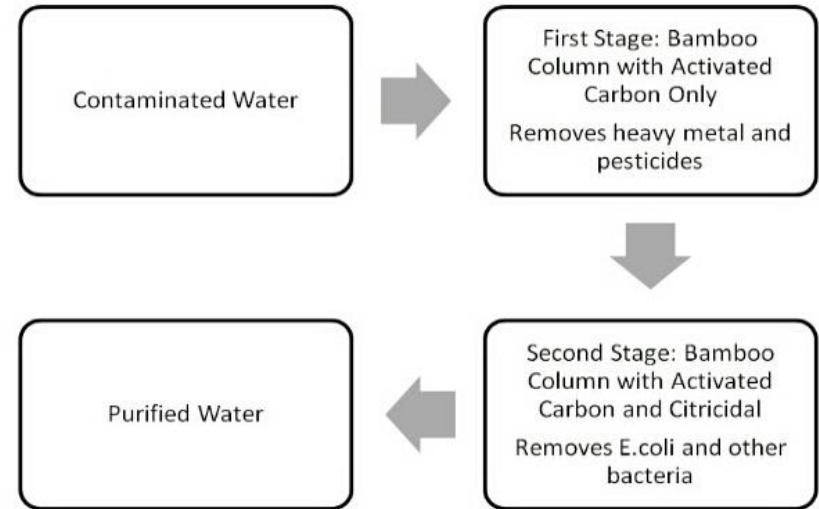 Contaminated Water
First Stage: Bamboo
Column with Activated
Carbon Only
Removes heavy metal and
pesticides
Second Stage: Bamboo
Column with Activated
Carbon and Citricidal
Removes E.coli and other
bacteria
Purified Water